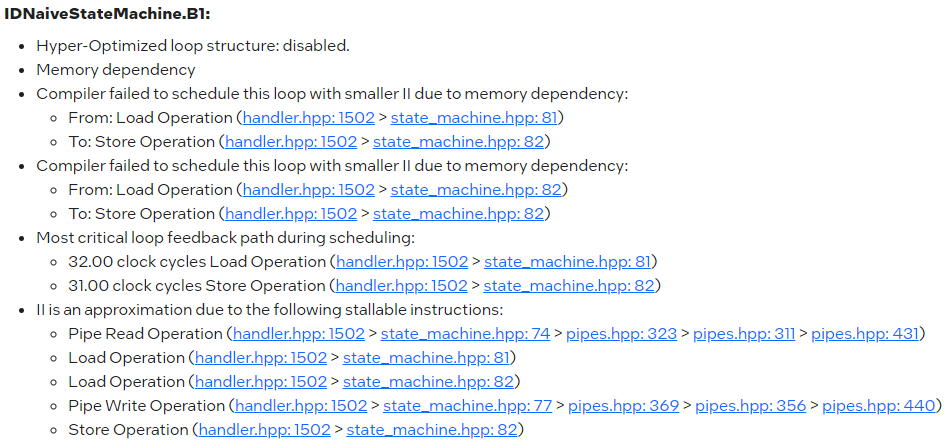 IDNaiveStateMachine.B1:
• Hyper-Optimized loop structure: disabled.
• Memory dependency
• Compiler failed to schedule this loop with smaller II due to memory dependency:
◦ From: Load Operation (handler.hpp: 1502 > state_machine.hpp: 81)
◦ To: Store Operation (handler.hpp: 1502 > state_machine.hpp: 82)
• Compiler failed to schedule this loop with smaller II due to memory dependency:
◦ From: Load Operation (handler.hpp: 1502 > state_machine.hpp: 82)
◦ To: Store Operation (handler.hpp: 1502 > state_machine.hpp: 82)
• Most critical loop feedback path during scheduling:
◦ 32.00 clock cycles Load Operation (handler.hpp: 1502 > state_machine.hpp: 81)
◦ 31.00 clock cycles Store Operation (handler.hpp: 1502 > state_machine.hpp: 82)
• II is an approximation due to the following stallable instructions:
◦ Pipe Read Operation (handler.hpp: 1502 > state_machine.hpp: 74 > pipes.hpp: 323 > pipes.hpp: 311 > pipes.hpp: 431)
◦ Load Operation (handler.hpp: 1502 > state_machine.hpp: 81)
◦ Load Operation (handler.hpp: 1502 > state_machine.hpp: 82)
◦ Pipe Write Operation (handler.hpp: 1502 > state_machine.hpp: 77 > pipes.hpp: 369 > pipes.hpp: 356 > pipes.hpp: 440)
◦ Store Operation (handler.hpp: 1502 > state_machine.hpp: 82)